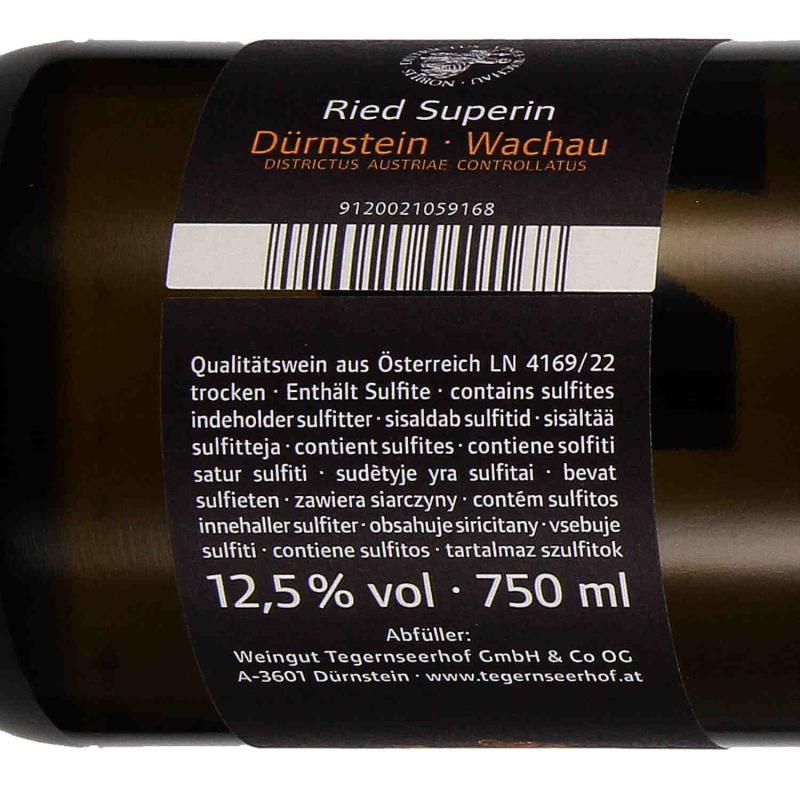 Ried Superin
Dürnstein · Wachau
DISTRICTUS AUSTRIAE CONTROLLATUS
9120021059168
Qualitätswein aus Österreich LN 4169/22
trocken · Enthält Sulfite · contains sulfites
indeholder sulfitter · sisaldab sulfitid · sisältää
sulfitteja · contient sulfites · contiene solfiti
satur sulfiti · sudėtyje yra sulfitai · bevat
sulfieten · zawiera siarczyny · contém sulfitos
innehaller sulfiter · obsahuje siricitany · vsebuje
sulfiti · contiene sulfitos · tartalmaz szulfitok
12,5% vol · 750 ml
Abfüller:
Weingut Tegernseerhof GmbH & Co OG
A-3601 Dürnstein · www.tegernseerhof.at